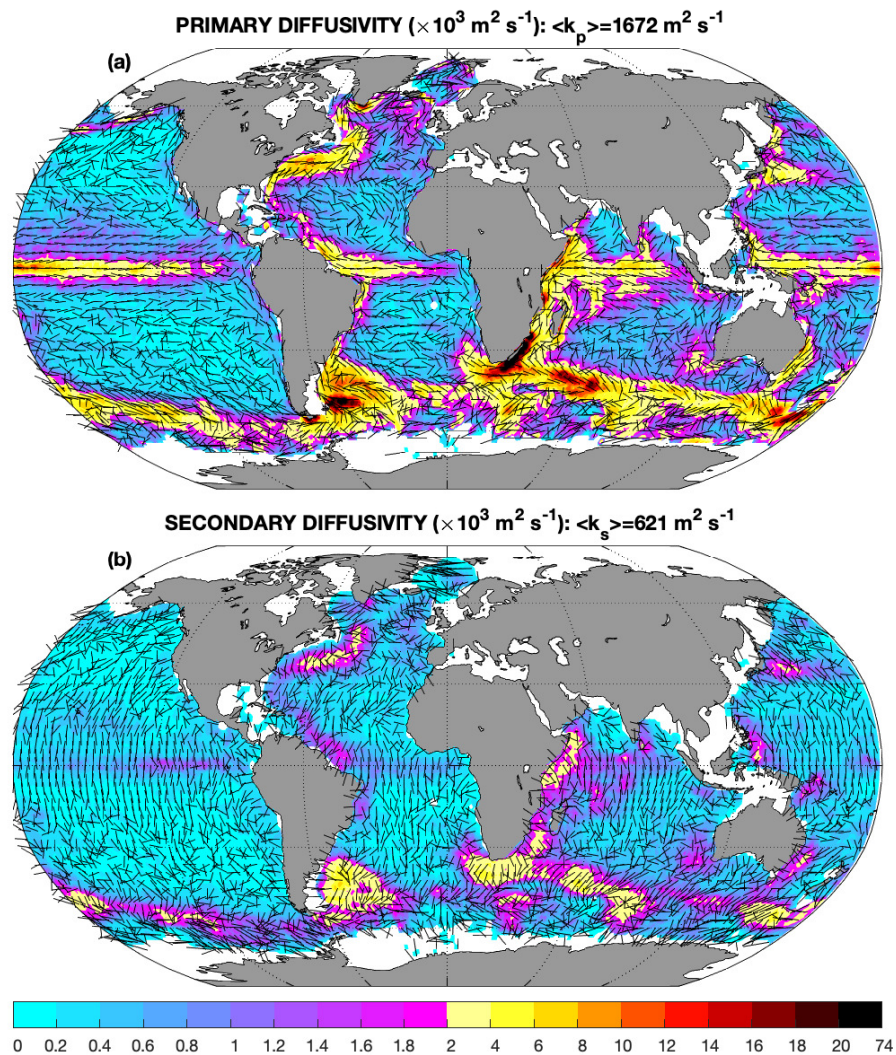 PRIMARY DIFFUSIVITY (×10³ m² s⁻¹): <kₚ>=1672 m² s⁻¹
(a)
SECONDARY DIFFUSIVITY (×10³ m² s⁻¹): <kₛ>=621 m² s⁻¹
(b)
0 0.2 0.4 0.6 0.8 1 1.2 1.4 1.6 1.8 2 4 6 8 10 12 14 16 18 20 74